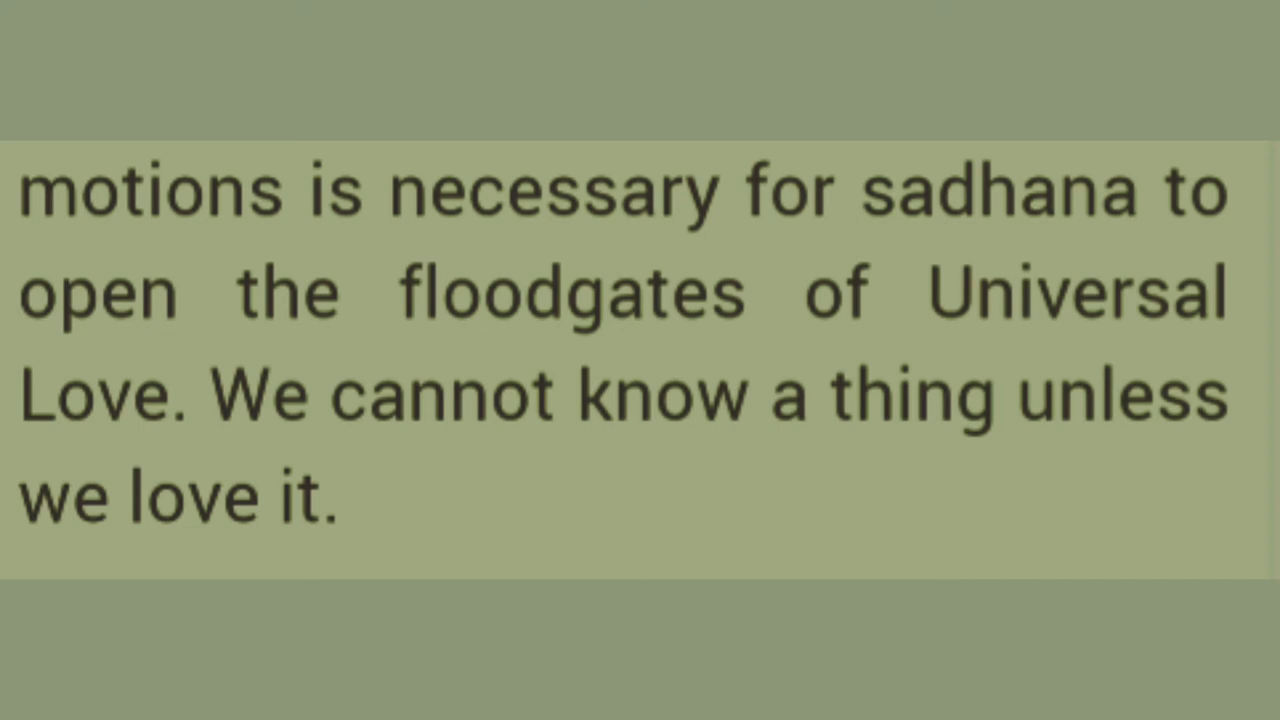 motions is necessary for sadhana to
open the floodgates of Universal
Love. We cannot know a thing unless
we love it.